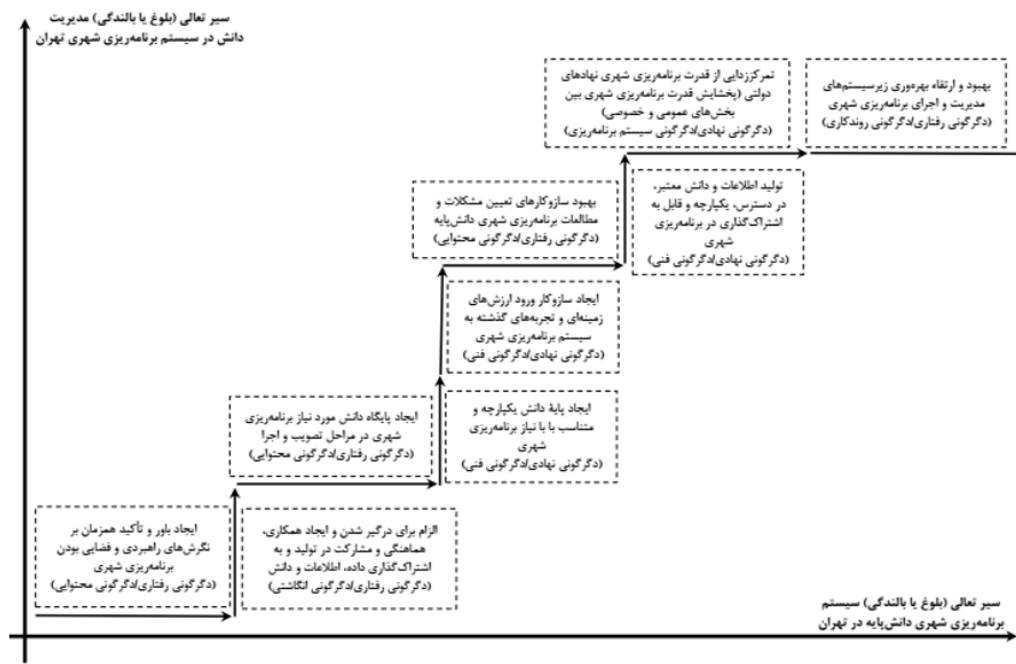 سیر تعالی (بلوغ یا بالندگی) مدیریت
دانش در سیستم برنامه‌ریزی شهری تهران
تمرکززدایی از قدرت برنامه‌ریزی شهری نهادهای
دولتی (پخشایش قدرت برنامه‌ریزی شهری بین
بخش‌های عمومی و خصوصی)
(دگرگونی نهادی/دگرگونی سیستم برنامه‌ریزی)
بهبود و ارتقاء بهره‌وری زیرسیستم‌های
مدیریت و اجرای برنامه‌ریزی شهری
(دگرگونی رفتاری/دگرگونی روندکاری)
بهبود سازوکارهای تعیین مشکلات و
مطالعات برنامه‌ریزی شهری دانش‌پایه
(دگرگونی رفتاری/دگرگونی محتوایی)
تولید اطلاعات و دانش معتبر،
در دسترس، یکپارچه و قابل به
اشتراک‌گذاری در برنامه‌ریزی
شهری
(دگرگونی نهادی/دگرگونی فنی)
ایجاد سازوکار ورود ارزش‌های
زمینه‌ای و تجربه‌های گذشته به
سیستم برنامه‌ریزی شهری
(دگرگونی نهادی/دگرگونی فنی)
ایجاد پایگاه دانش مورد نیاز برنامه‌ریزی
شهری در مراحل تصویب و اجرا
(دگرگونی رفتاری/دگرگونی محتوایی)
ایجاد پایهٔ دانش یکپارچه و
متناسب با با نیاز برنامه‌ریزی
شهری
(دگرگونی نهادی/دگرگونی فنی)
ایجاد باور و تأکید همزمان بر
نگرش‌های راهبردی و فضایی بودن
برنامه‌ریزی شهری
(دگرگونی رفتاری/دگرگونی محتوایی)
الزام برای درگیر شدن و ایجاد همکاری،
هماهنگی و مشارکت در تولید و به
اشتراک‌گذاری داده، اطلاعات و دانش
(دگرگونی رفتاری/دگرگونی انگاشتی)
سیر تعالی (بلوغ یا بالندگی) سیستم
برنامه‌ریزی شهری دانش‌پایه در تهران